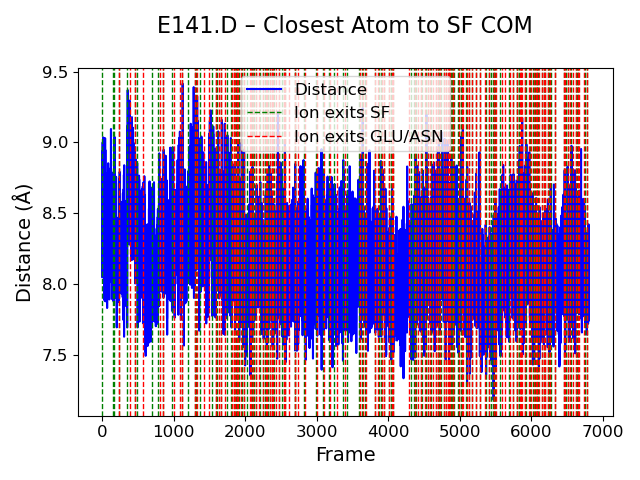 E141.D – Closest Atom to SF COM
Distance
Ion exits SF
Ion exits GLU/ASN
Distance (Å)
9.5
9.0
8.5
8.0
7.5
0 1000 2000 3000 4000 5000 6000 7000
Frame